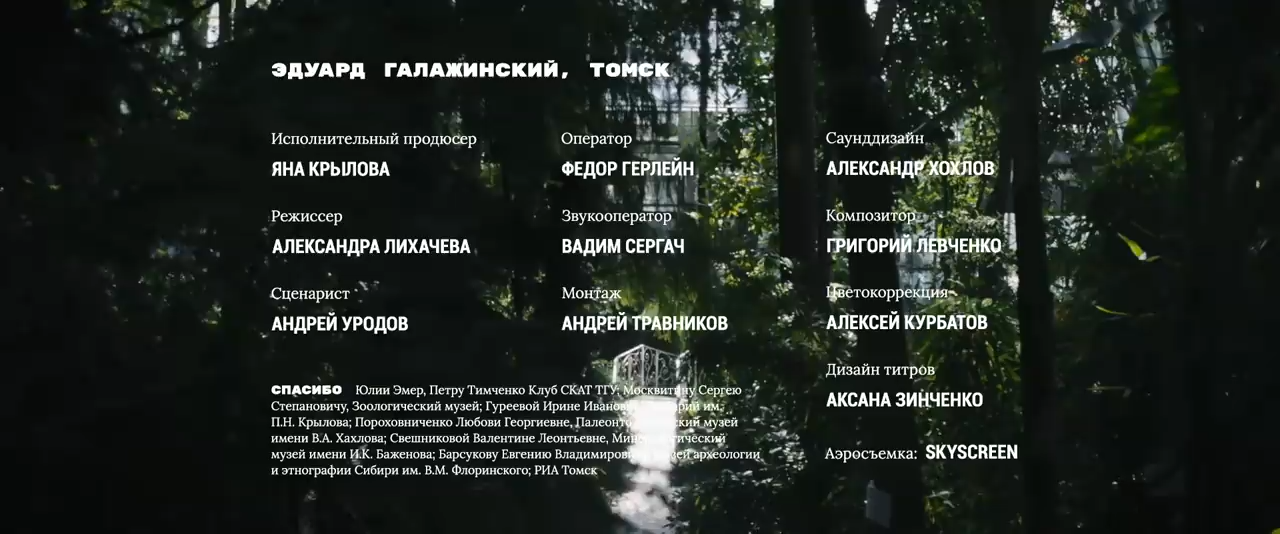 ЭДУАРД ГАЛАЖИНСКИЙ, ТОМСК
Исполнительный продюсер
ЯНА КРЫЛОВА
Режиссер
АЛЕКСАНДРА ЛИХАЧЕВА
Сценарист
АНДРЕЙ УРОДОВ
Оператор
ФЕДОР ГЕРЛЕЙН
Звукооператор
ВАДИМ СЕРГАЧ
Монтаж
АНДРЕЙ ТРАВНИКОВ
Саунддизайн
АЛЕКСАНДР ХОХЛОВ
Композитор
ГРИГОРИЙ ЛЕВЧЕНКО
Цветокоррекция
АЛЕКСЕЙ КУРБАТОВ
Дизайн титров
АКСАНА ЗИНЧЕНКО
Аэросъемка: SKYSCREEN
СПАСИБО Юлии Эмер, Петру Тимченко Клуб СКАТ ТГУ; Москвитину Сергею
Степановичу, Зоологический музей; Гуреевой Ирине им.
П.Н. Крылова; Пороховниченко Любови Георгиевне, музей
имени В.А. Хахлова; Свешниковой Валентине Леонтьевне,
музей имени И.К. Баженова; Барсукову Евгению археологии
и этнографии Сибири им. В.М. Флоринского; РИА Томск